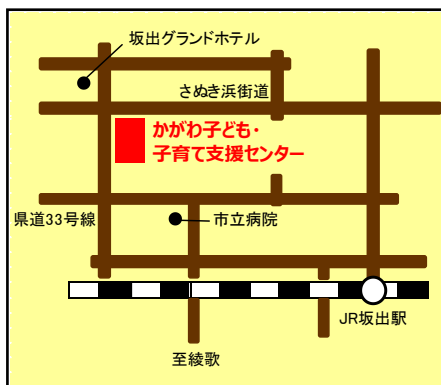 坂出グランドホテル
さぬき浜街道
かがわ子ども・
子育て支援センター
県道33号線
市立病院
JR坂出駅
至綾歌